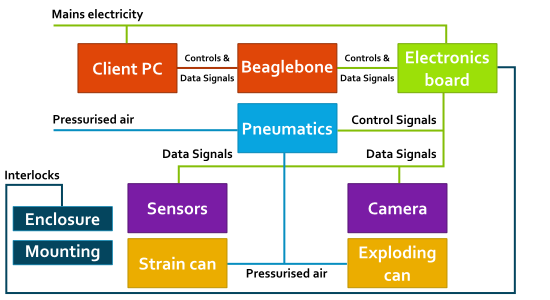 Mains electricity
Client PC
Controls &
Data Signals
Beaglebone
Controls &
Data Signals
Electronics
board
Pressurised air
Pneumatics
Control Signals
Data Signals
Data Signals
Interlocks
Enclosure
Mounting
Sensors
Camera
Strain can
Pressurised air
Exploding
can